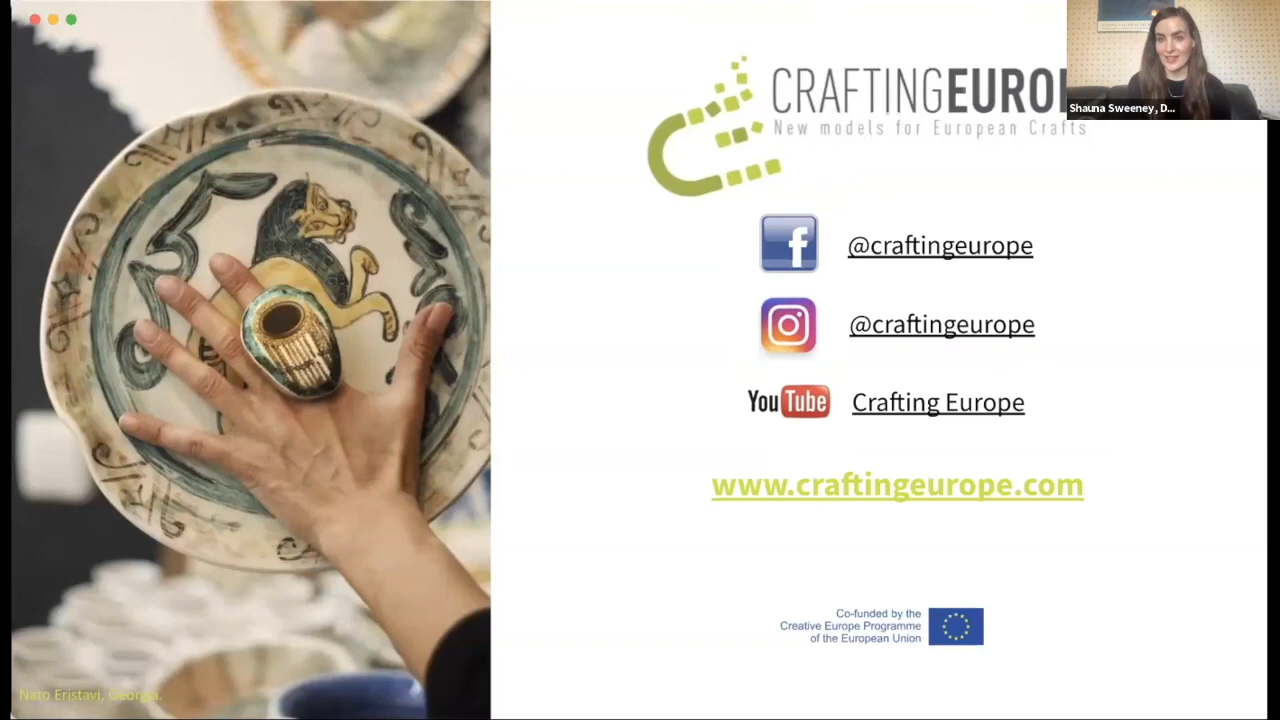 CRAFTINGEURO
New models for European Crafts
Shauna Sweeney, D...
@craftingeurope
@craftingeurope
YouTube
Crafting Europe
www.craftingeurope.com
Co-funded by the
Creative Europe Programme
of the European Union
Nato Eristavi, Georgia.